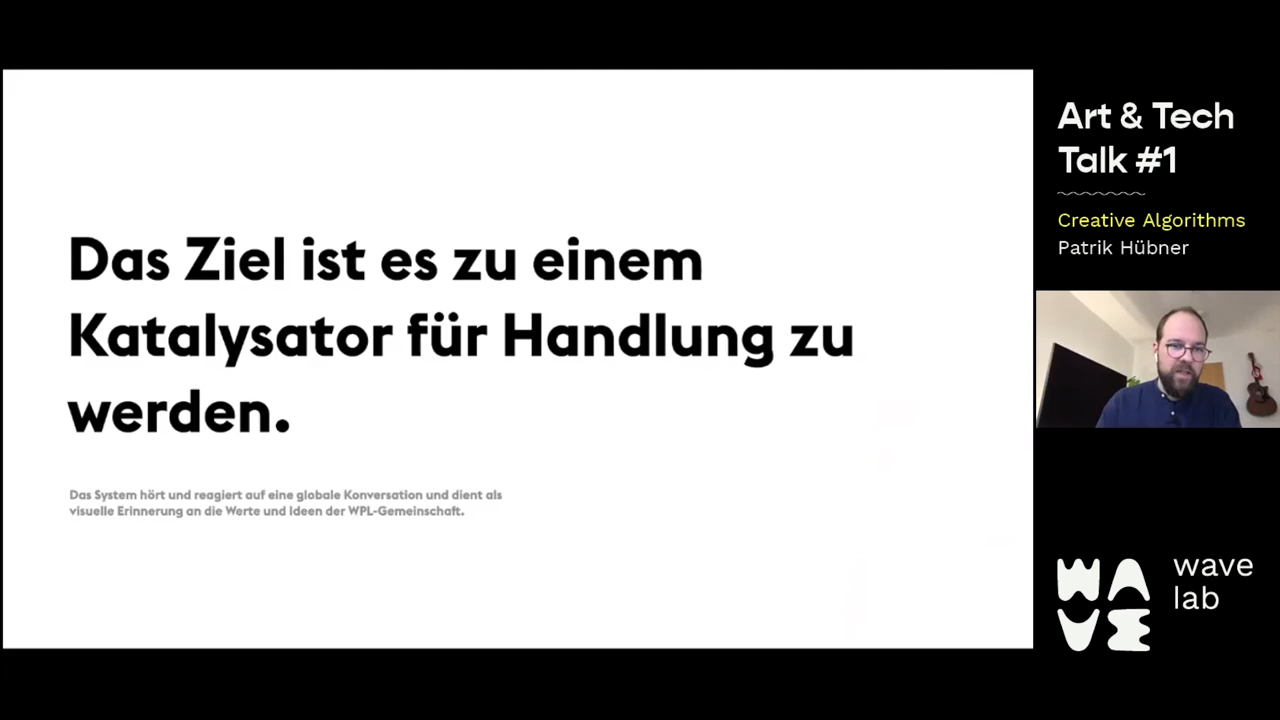 Das Ziel ist es zu einem
Katalysator für Handlung zu
werden.
Das System hört und reagiert auf eine globale Konversation und dient als
visuelle Erinnerung an die Werte und Ideen der WPL-Gemeinschaft.
Art & Tech
Talk #1
Creative Algorithms
Patrik Hübner
WAVE
wave
lab